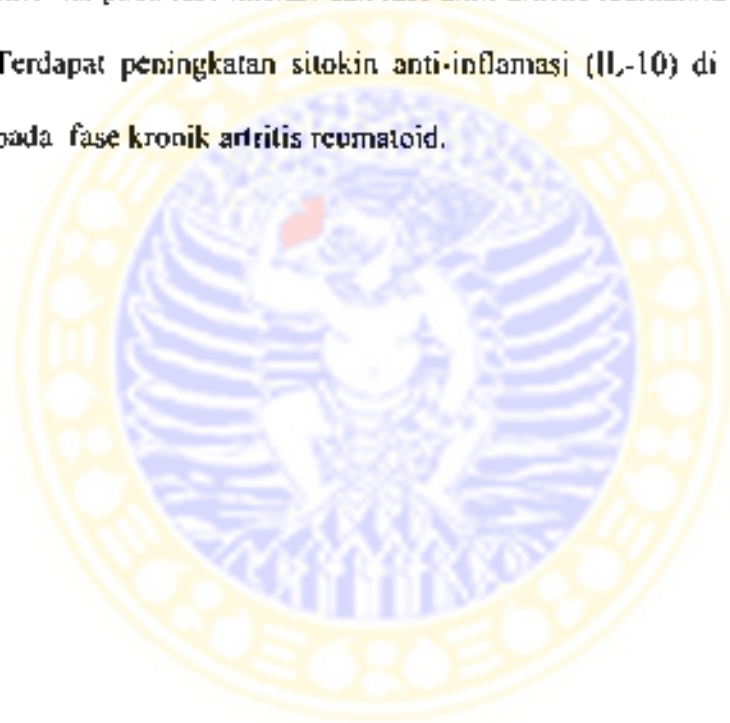 Terdapat peningkatan sitokin anti-inflamasi (IL-10) di
pada fase kronik artritis reumatoid.